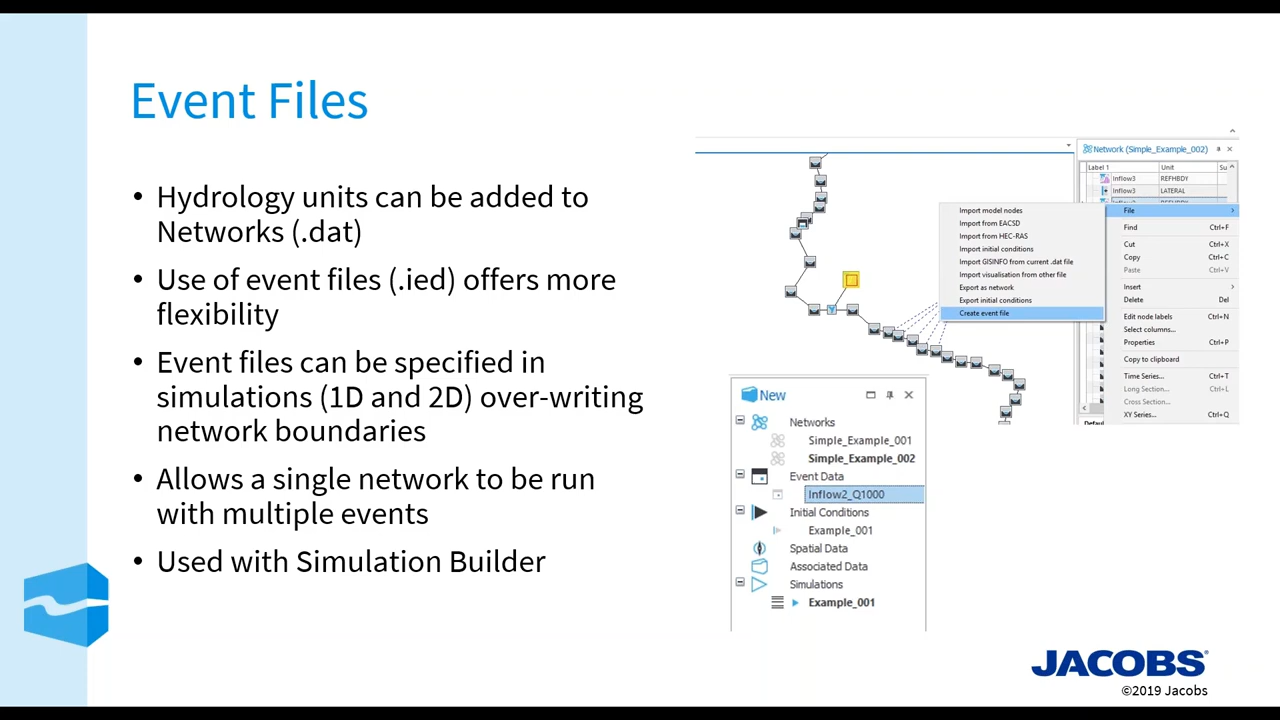 Event Files
• Hydrology units can be added to
Networks (.dat)
• Use of event files (.ied) offers more
flexibility
• Event files can be specified in
simulations (1D and 2D) over-writing
network boundaries
• Allows a single network to be run
with multiple events
• Used with Simulation Builder
Network (Simple_Example_002)
Label 1 Unit Su
Inflow3 REFHBDY
Inflow3 LATERAL
Import model nodes
Import from EACSD
Import from HEC-RAS
Import initial conditions
Import GISINFO from current .dat file
Import visualisation from other file
Export as network
Export initial conditions
Create event file
File
Find Ctrl+F
Cut Ctrl+X
Copy Ctrl+C
Paste Ctrl+V
Insert
Delete Del
Edit node labels Ctrl+N
Select columns...
Properties Ctrl+P
Copy to clipboard
Time Series... Ctrl+T
Long Section... Ctrl+L
Cross Section...
XY Series... Ctrl+Q
New
Networks
Simple_Example_001
Simple_Example_002
Event Data
Inflow2_Q1000
Initial Conditions
Example_001
Spatial Data
Associated Data
Simulations
Example_001
JACOBS®
©2019 Jacobs